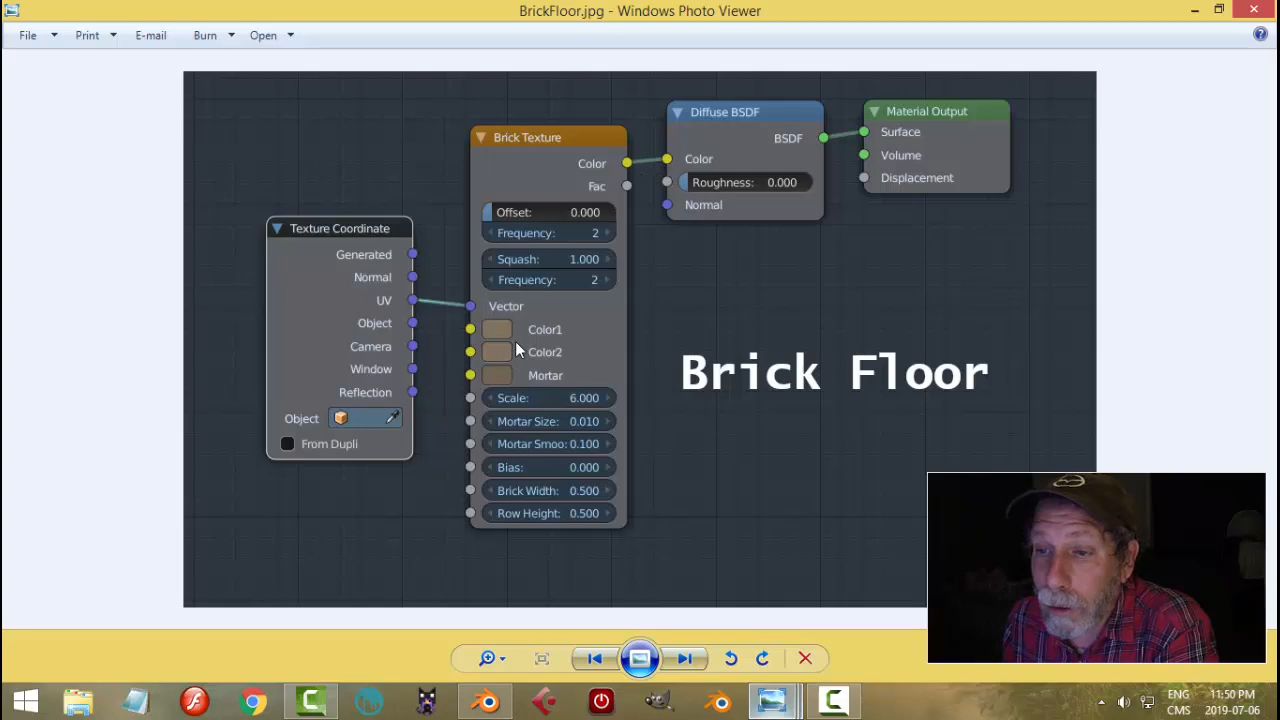 BrickFloor.jpg - Windows Photo Viewer
File Print E-mail Burn Open
Diffuse BSDF
BSDF
Color
Roughness: 0.000
Normal
Material Output
Surface
Volume
Displacement
Brick Texture
Color
Fac
Offset: 0.000
Frequency: 2
Squash: 1.000
Frequency: 2
Vector
Color1
Color2
Mortar
Scale: 6.000
Mortar Size: 0.010
Mortar Smoo: 0.100
Bias: 0.000
Brick Width: 0.500
Row Height: 0.500
Texture Coordinate
Generated
Normal
UV
Object
Camera
Window
Reflection
Object
From Dupli
Brick Floor
ENG 11:50 PM
CMS 2019-07-06